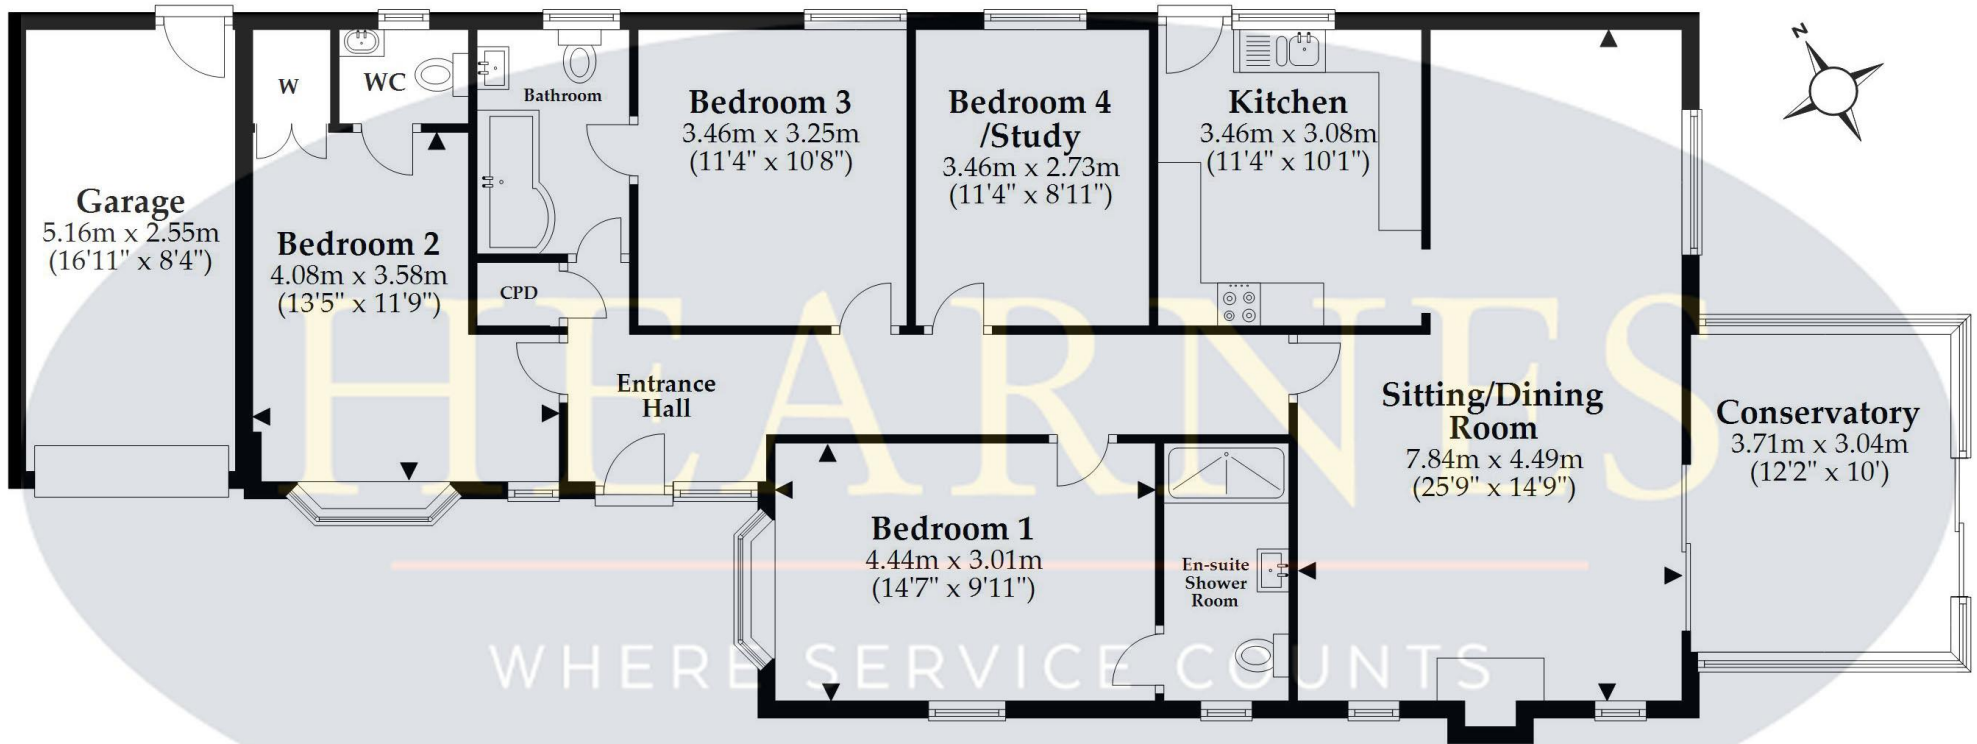 Garage
5.16m x 2.55m
(16'11" x 8'4")
W
WC
Bedroom 2
4.08m x 3.58m
(13'5" x 11'9")
Bathroom
CPD
Entrance
Hall
Bedroom 3
3.46m x 3.25m
(11'4" x 10'8")
Bedroom 4
/Study
3.46m x 2.73m
(11'4" x 8'11")
Kitchen
3.46m x 3.08m
(11'4" x 10'1")
N
Bedroom 1
4.44m x 3.01m
(14'7" x 9'11")
En-suite
Shower
Room
Sitting/Dining
Room
7.84m x 4.49m
(25'9" x 14'9")
Conservatory
3.71m x 3.04m
(12'2" x 10')
HEARNES
WHERE SERVICE COUNTS